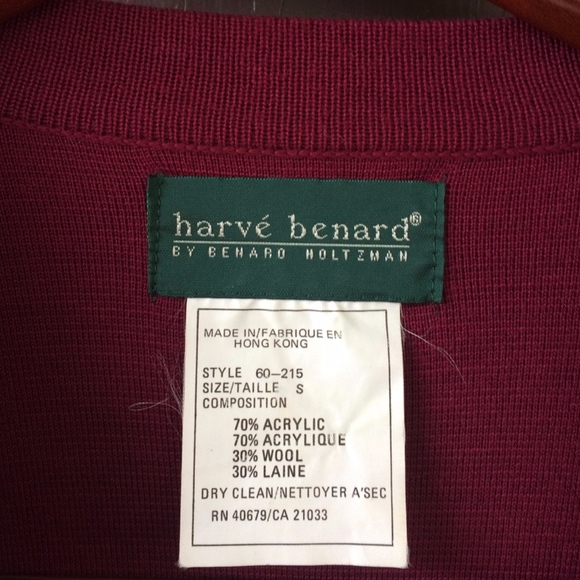 harvé benard®
BY BENARD HOLTZMAN
MADE IN/FABRIQUE EN
HONG KONG
STYLE 60-215
SIZE/TAILLE S
COMPOSITION
70% ACRYLIC
70% ACRYLIQUE
30% WOOL
30% LAINE
DRY CLEAN/NETTOYER A'SEC
RN 40679/CA 21033